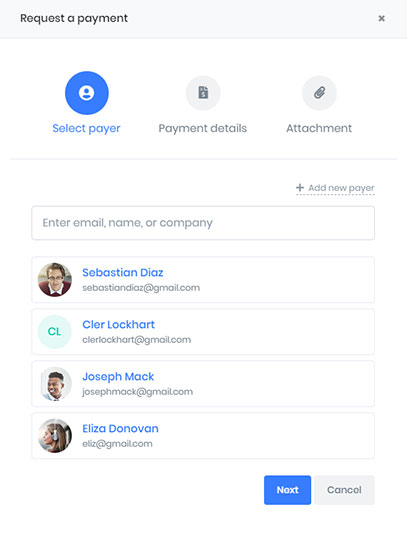 Request a payment
Select payer
Payment details
Attachment
Add new payer
Enter email, name, or company
Sebastian Diaz
sebastiandiaz@gmail.com
CL
Cler Lockhart
clerlockhart@gmail.com
Joseph Mack
josephmack@gmail.com
Eliza Donovan
eliz@gmail.com
Next
Cancel